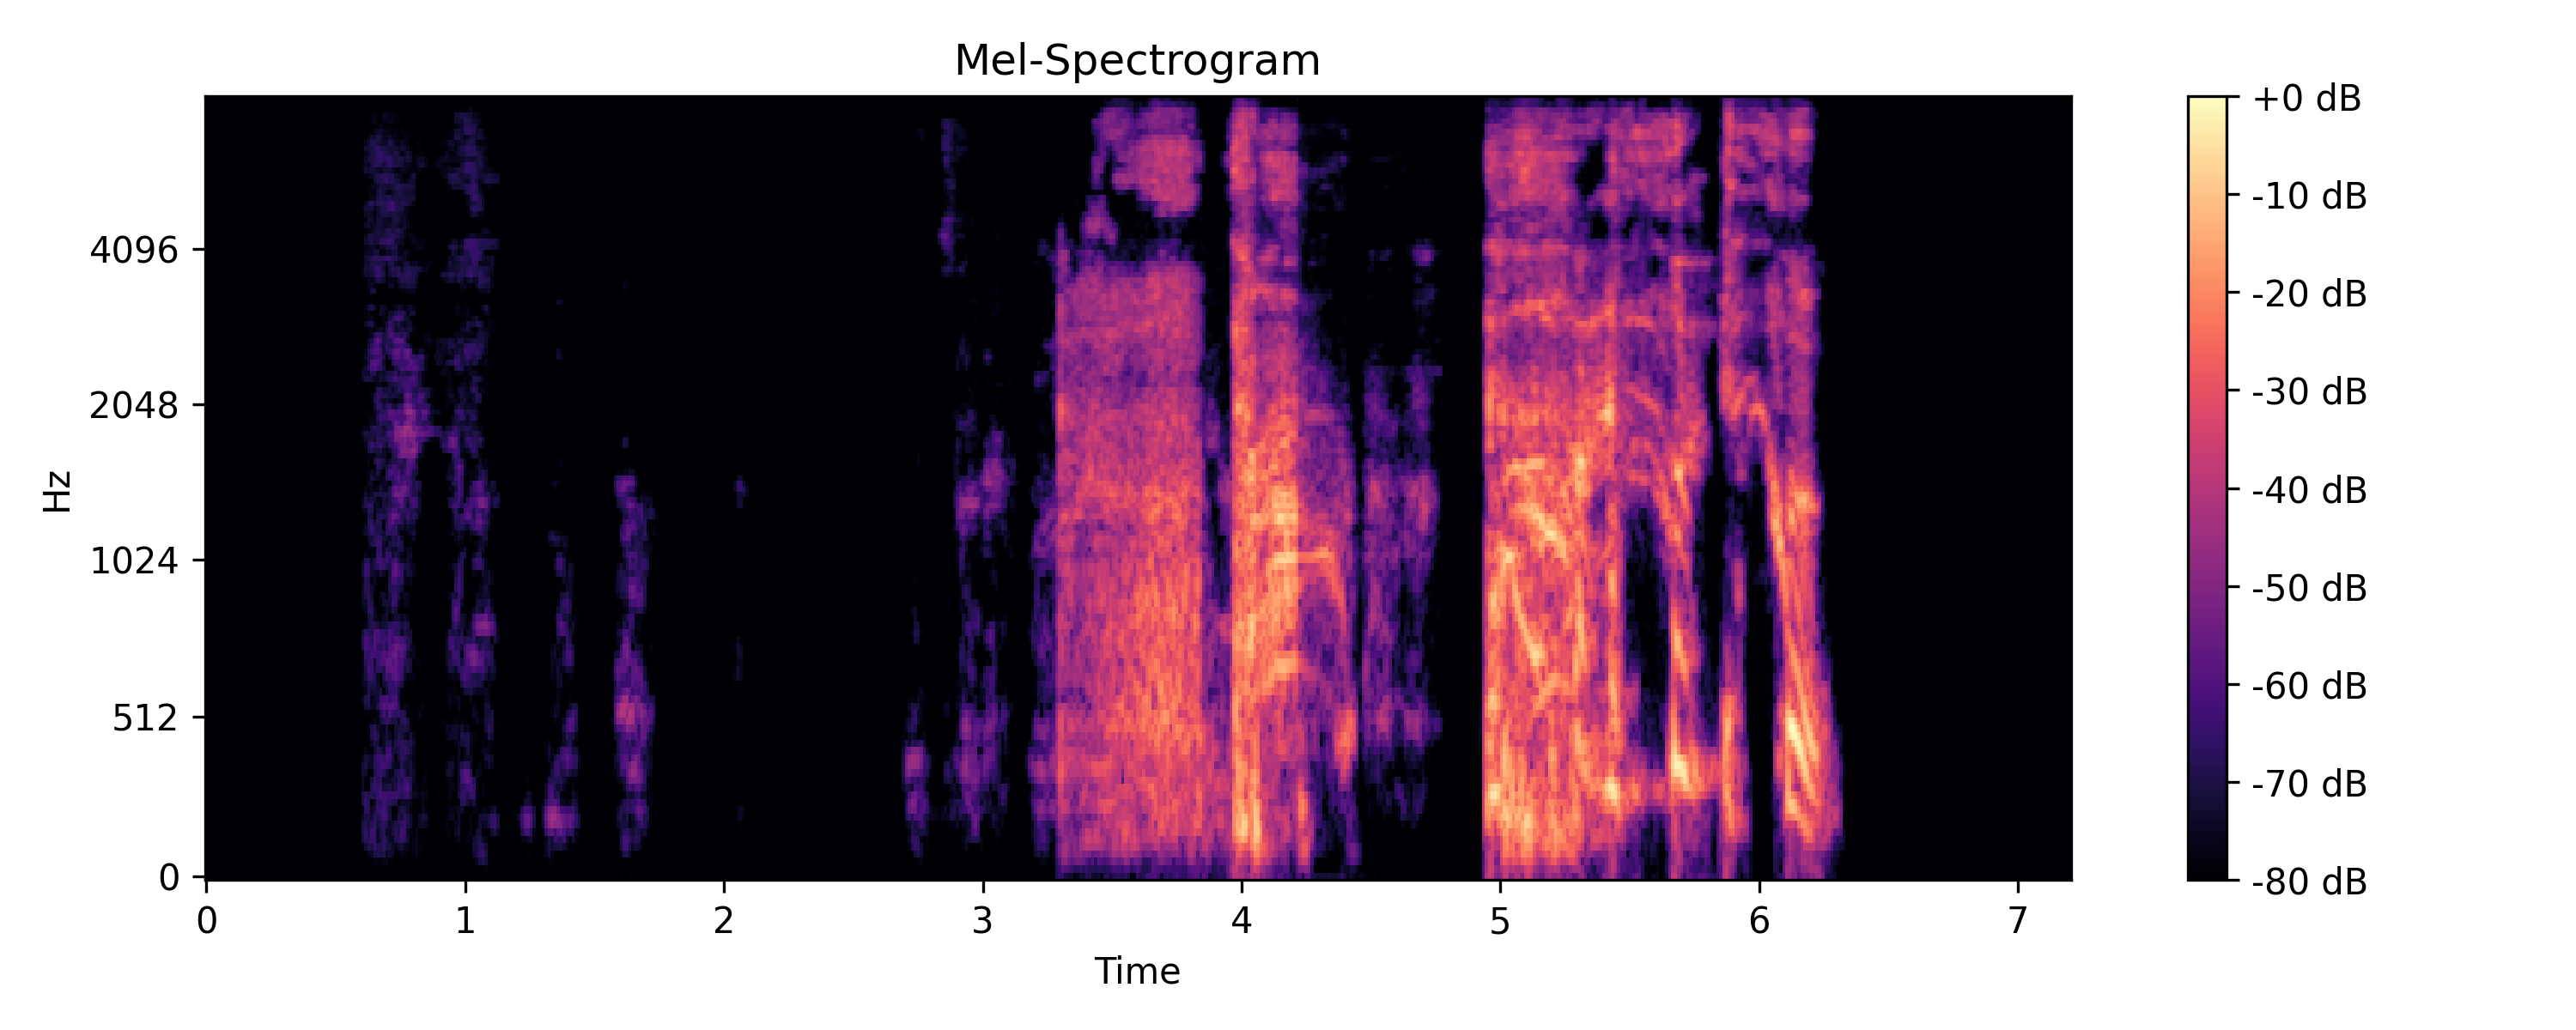 Mel-Spectrogram
+0 dB
-10 dB
-20 dB
-30 dB
-40 dB
-50 dB
-60 dB
-70 dB
-80 dB
Hz
4096
2048
1024
512
0
0 1 2 3 4 5 6 7
Time